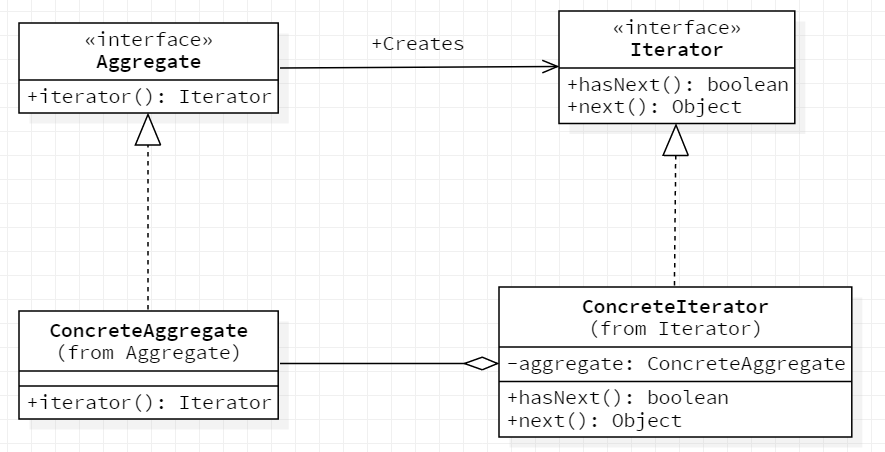 «interface»
Aggregate
+iterator(): Iterator
+Creates
«interface»
Iterator
+hasNext(): boolean
+next(): Object
ConcreteAggregate
(from Aggregate)
+iterator(): Iterator
ConcreteIterator
(from Iterator)
-aggregate: ConcreteAggregate
+hasNext(): boolean
+next(): Object